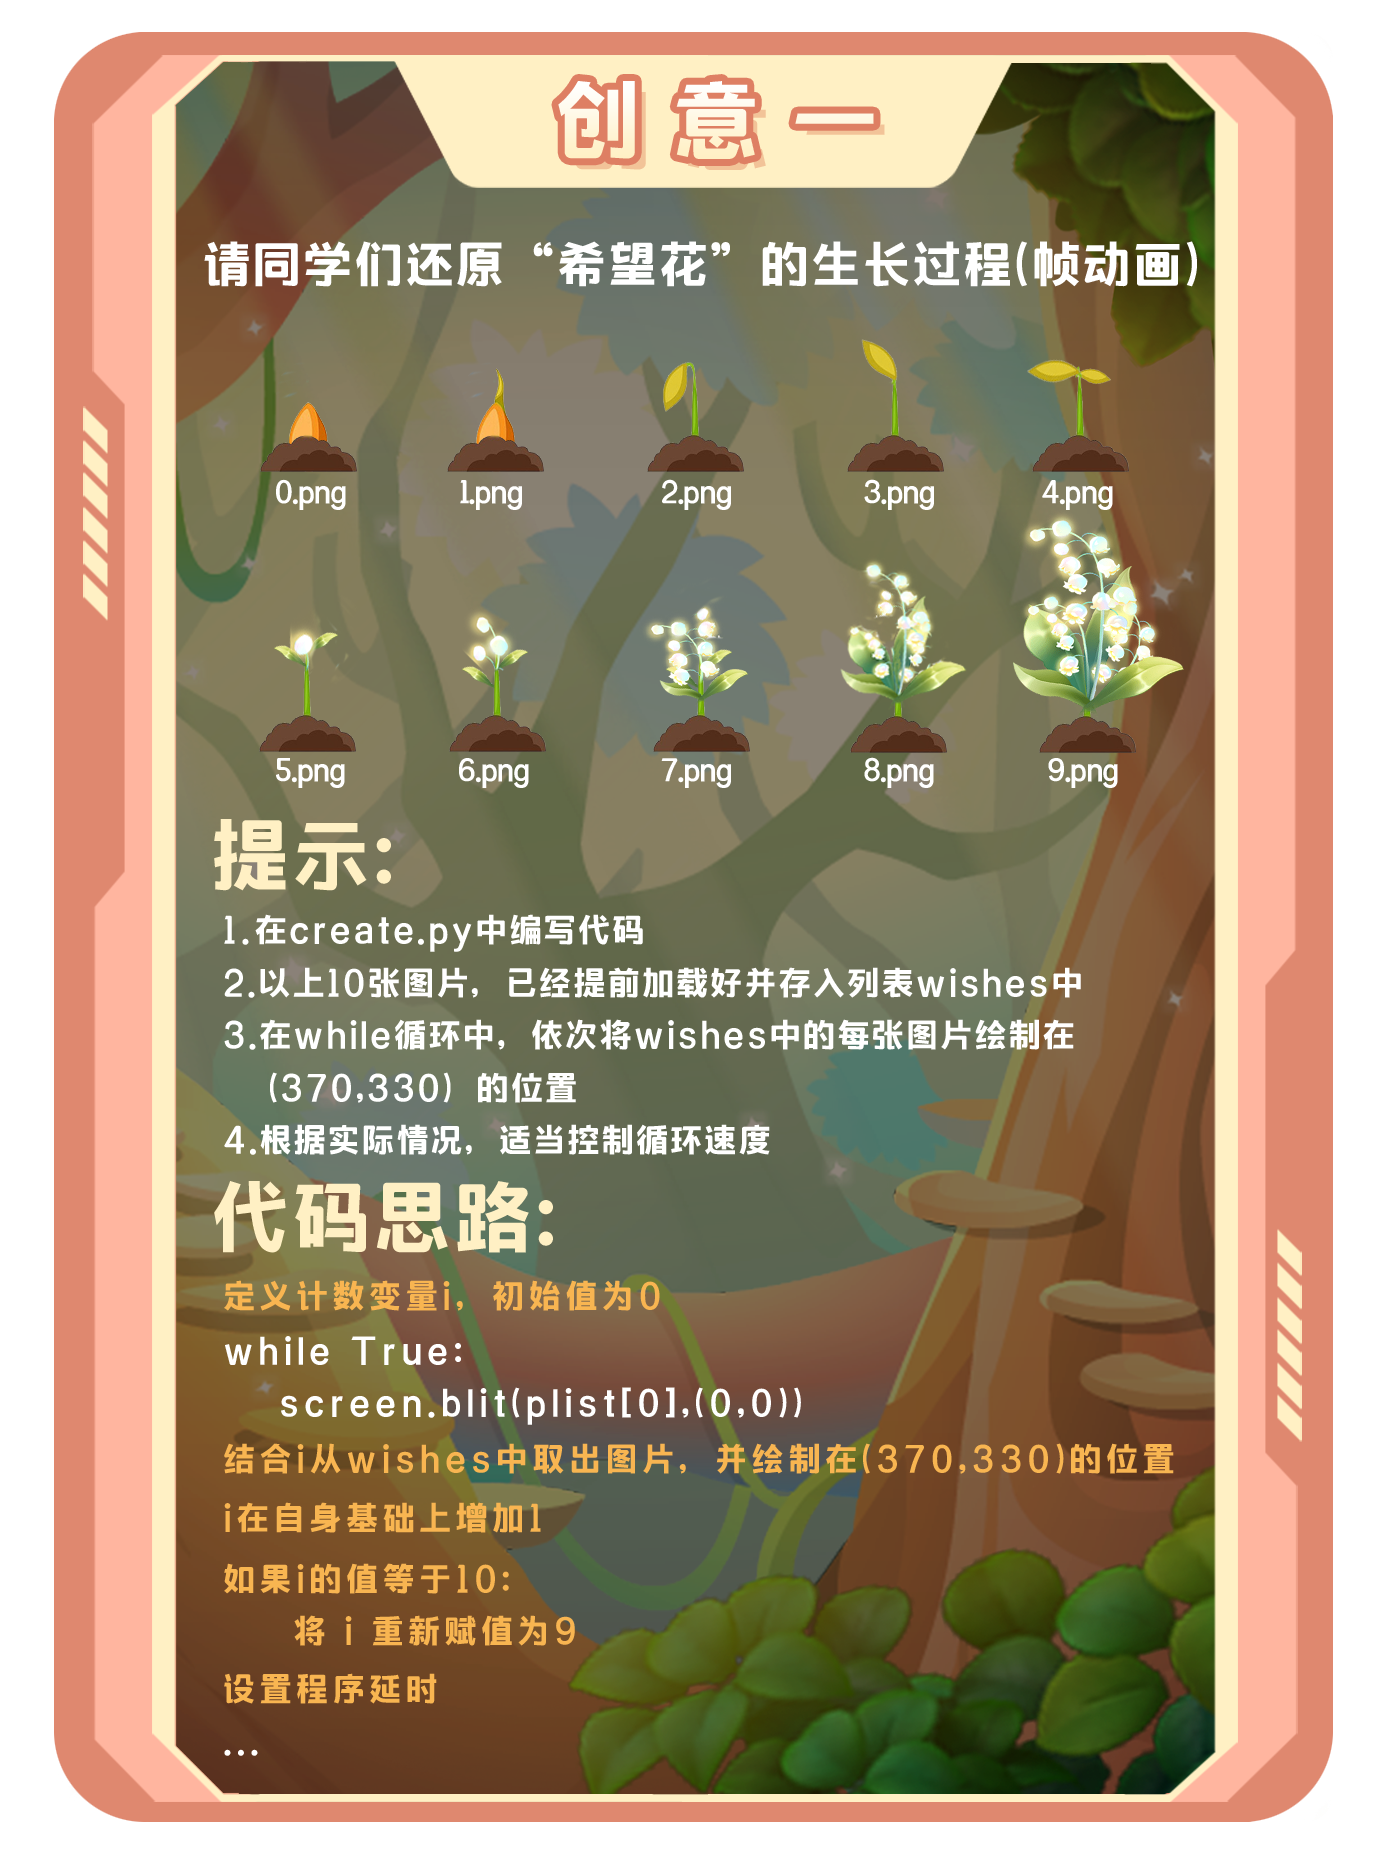 创意一
请同学们还原“希望花”的生长过程(帧动画)
0.png 1.png 2.png 3.png 4.png
5.png 6.png 7.png 8.png 9.png
提示:
1.在create.py中编写代码
2.以上10张图片，已经提前加载好并存入列表wishes中
3.在while循环中，依次将wishes中的每张图片绘制在
(370,330) 的位置
4.根据实际情况，适当控制循环速度
代码思路:
定义计数变量i，初始值为0
while True:
screen.blit(plist[0],(0,0))
结合i从wishes中取出图片，并绘制在(370,330)的位置
i在自身基础上增加1
如果i的值等于10:
将 i 重新赋值为9
设置程序延时
...